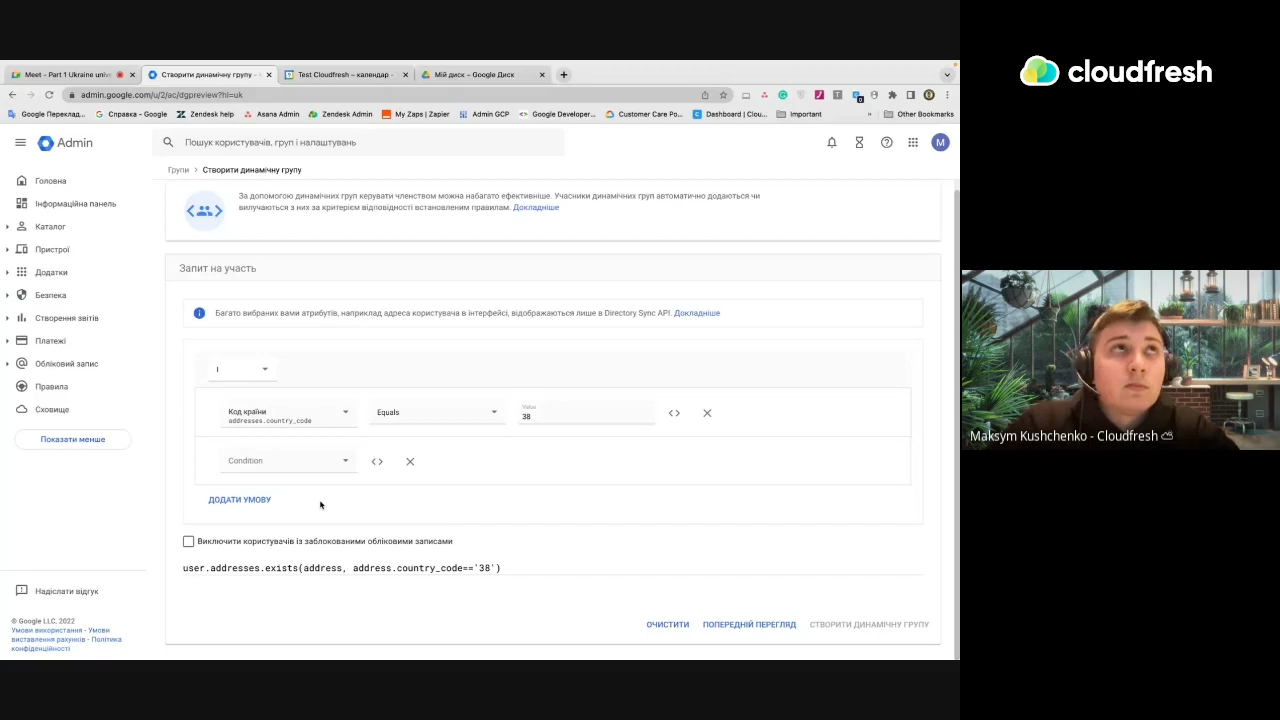 Meet – Part 1 Ukraine univ
Створити динамічну групу -
Test Cloudfresh – календар -
Мій диск – Google Диск
admin.google.com/u/2/ac/dgpreview?hl=uk
Google Переклад...
Справка – Google
Zendesk help
Asana Admin
Zendesk Admin
My Zaps | Zapier
Admin GCP
Google Developer...
Customer Care Po...
Dashboard | Clou...
Important
»
Other Bookmarks
Admin
Пошук користувачів, груп і налаштувань
M
Групи > Створити динамічну групу
Головна
Інформаційна панель
Каталог
Пристрої
Додатки
Безпека
Створення звітів
Платежі
Обліковий запис
Правила
Сховище
Показати менше
Надіслати відгук
© Google LLC, 2022
Умови використання - Умови
виставлення рахунків - Політика
конфіденційності
За допомогою динамічних груп керувати членством можна набагато ефективніше. Учасники динамічних груп автоматично додаються чи
вилучаються з них за критерієм відповідності встановленим правилам. Докладніше
Запит на участь
Багато вибраних вами атрибутів, наприклад адреса користувача в інтерфейсі, відображаються лише в Directory Sync API. Докладніше
І
Код країни
addresses.country_code
Equals
Value
38
Condition
ДОДАТИ УМОВУ
Виключити користувачів із заблокованими обліковими записами
user.addresses.exists(address, address.country_code=='38')
ОЧИСТИТИ
ПОПЕРЕДНІЙ ПЕРЕГЛЯД
СТВОРИТИ ДИНАМІЧНУ ГРУПУ
cloudfresh
Maksym Kushchenko - Cloudfresh